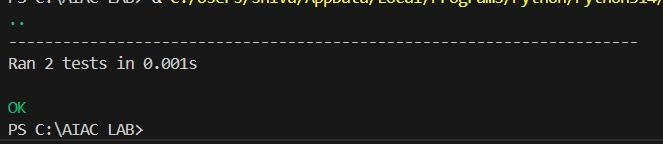 PS C:\AIAC LAB> & C:/Users/shiva/AppData/Local/Programs/Python/Python314/
..
----------------------------------------------------------------------
Ran 2 tests in 0.001s
OK
PS C:\AIAC LAB>